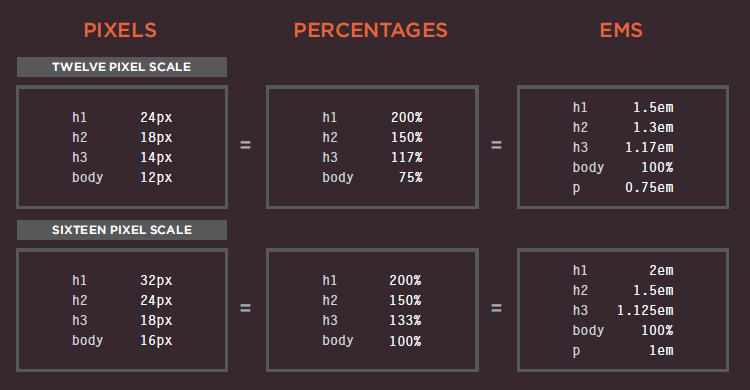 PIXELS PERCENTAGES EMS
TWELVE PIXEL SCALE
h1 24px
h2 18px
h3 14px
body 12px
=
h1 200%
h2 150%
h3 117%
body 75%
=
h1 1.5em
h2 1.3em
h3 1.17em
body 100%
p 0.75em
SIXTEEN PIXEL SCALE
h1 32px
h2 24px
h3 18px
body 16px
=
h1 200%
h2 150%
h3 133%
body 100%
=
h1 2em
h2 1.5em
h3 1.125em
body 100%
p 1em